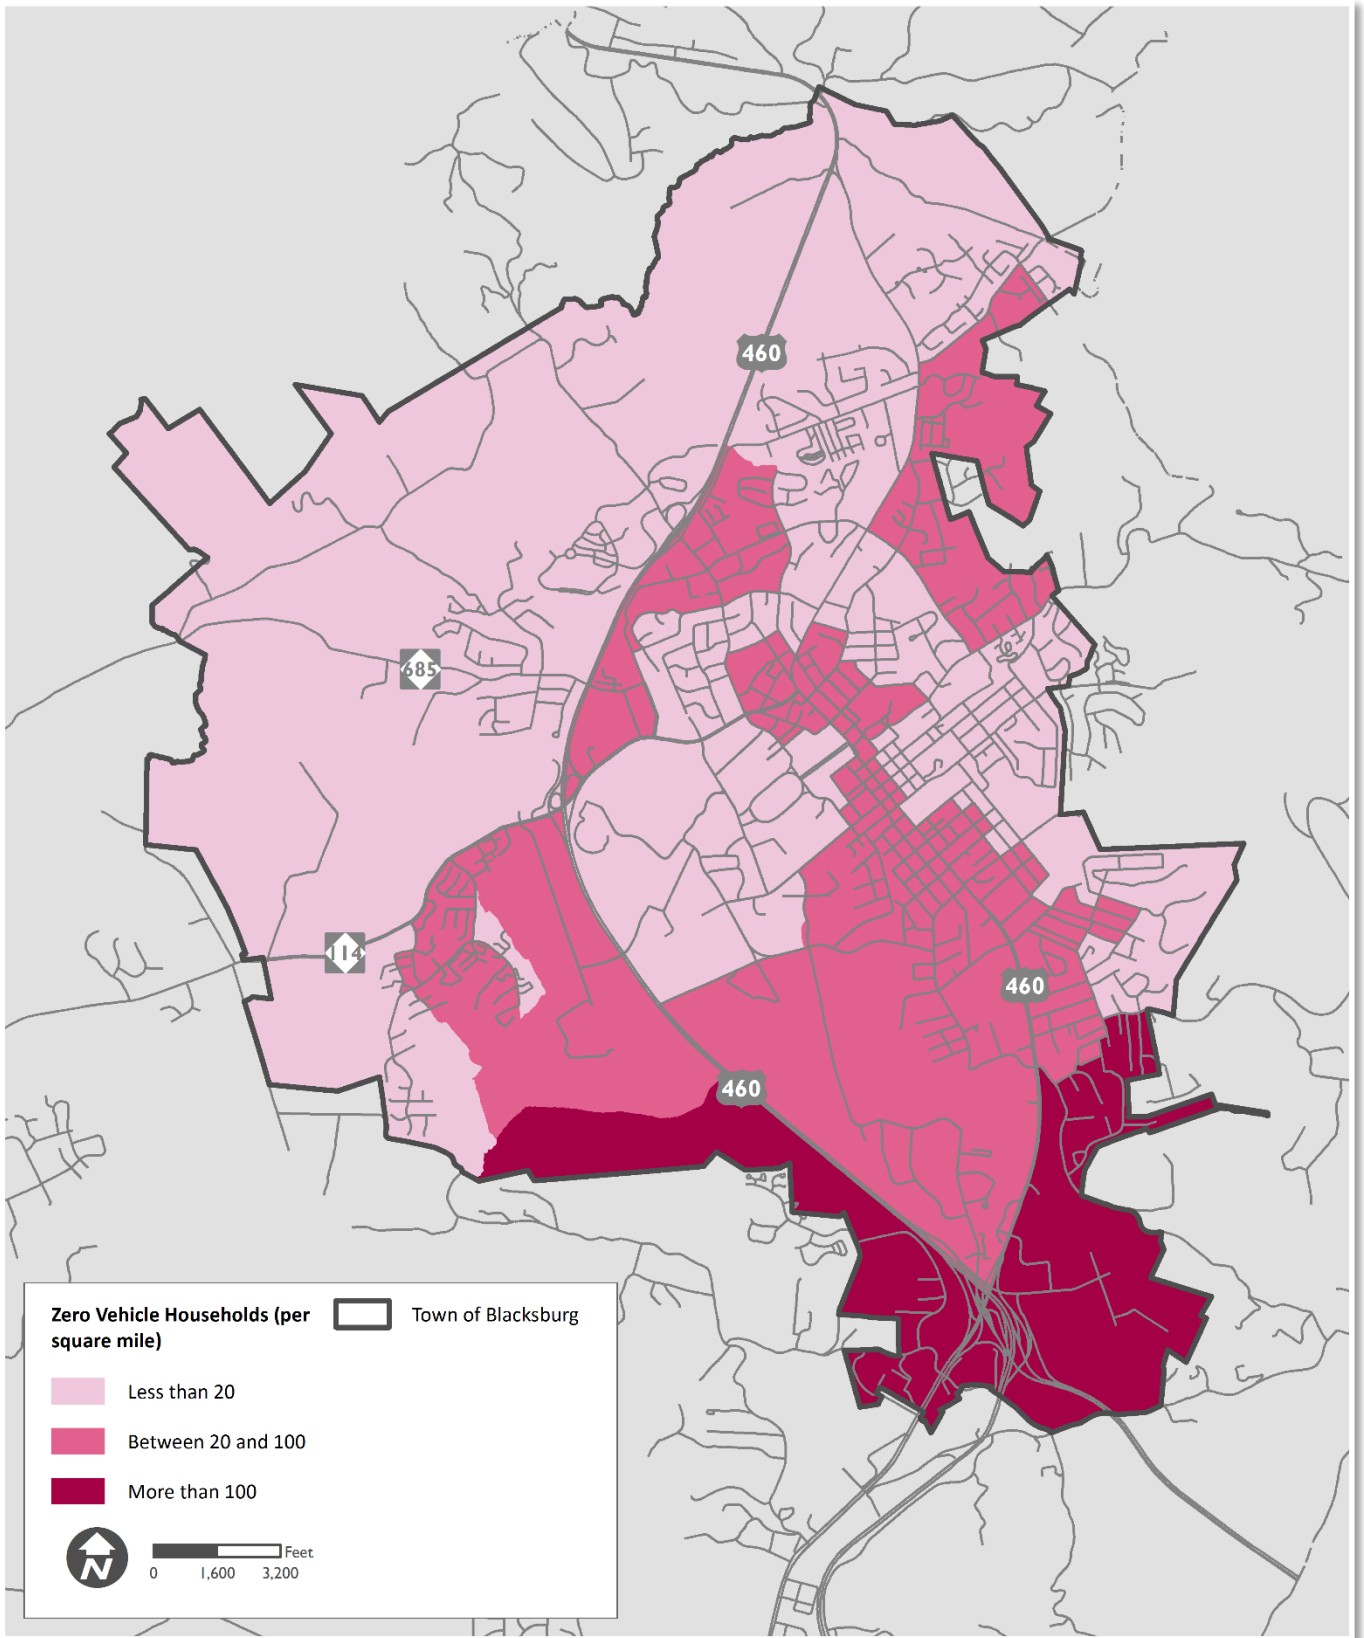 460
685
114
460
460
Zero Vehicle Households (per
square mile)
Town of Blacksburg
Less than 20
Between 20 and 100
More than 100
N
Feet
0 1,600 3,200